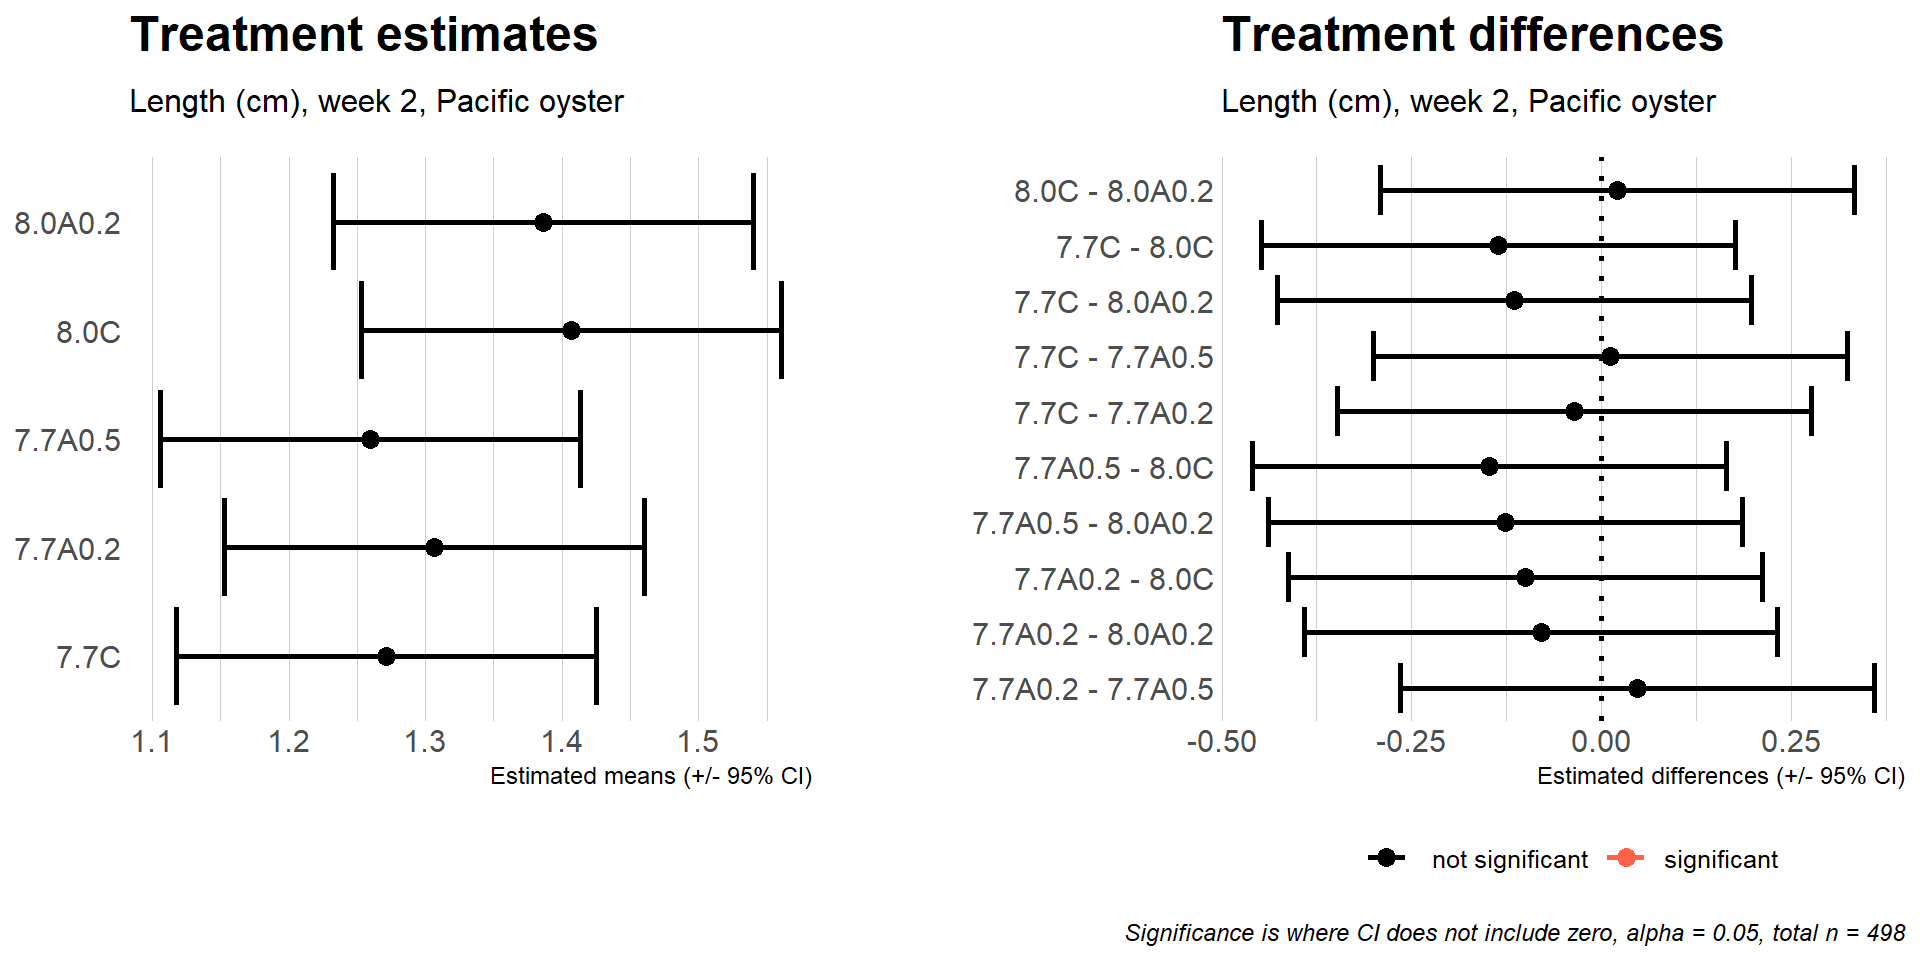 Treatment estimates
Length (cm), week 2, Pacific oyster
8.0A0.2
8.0C
7.7A0.5
7.7A0.2
7.7C
1.1 1.2 1.3 1.4 1.5
Estimated means (+/- 95% CI)
Treatment differences
Length (cm), week 2, Pacific oyster
8.0C - 8.0A0.2
7.7C - 8.0C
7.7C - 8.0A0.2
7.7C - 7.7A0.5
7.7C - 7.7A0.2
7.7A0.5 - 8.0C
7.7A0.5 - 8.0A0.2
7.7A0.2 - 8.0C
7.7A0.2 - 8.0A0.2
7.7A0.2 - 7.7A0.5
-0.50 -0.25 0.00 0.25
Estimated differences (+/- 95% CI)
not significant significant
Significance is where CI does not include zero, alpha = 0.05, total n = 498